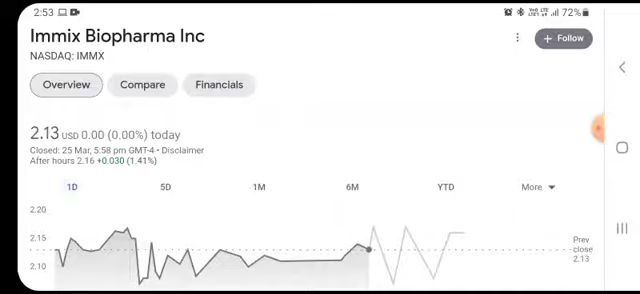 2:53 72%
Immix Biopharma Inc
+ Follow
NASDAQ: IMMX
Overview Compare Financials
2.13 USD 0.00 (0.00%) today
Closed: 25 Mar, 5:58 pm GMT-4 • Disclaimer
After hours 2.16 +0.030 (1.41%)
1D 5D 1M 6M YTD More
2.20
2.15
2.10
Prev
close
2.13